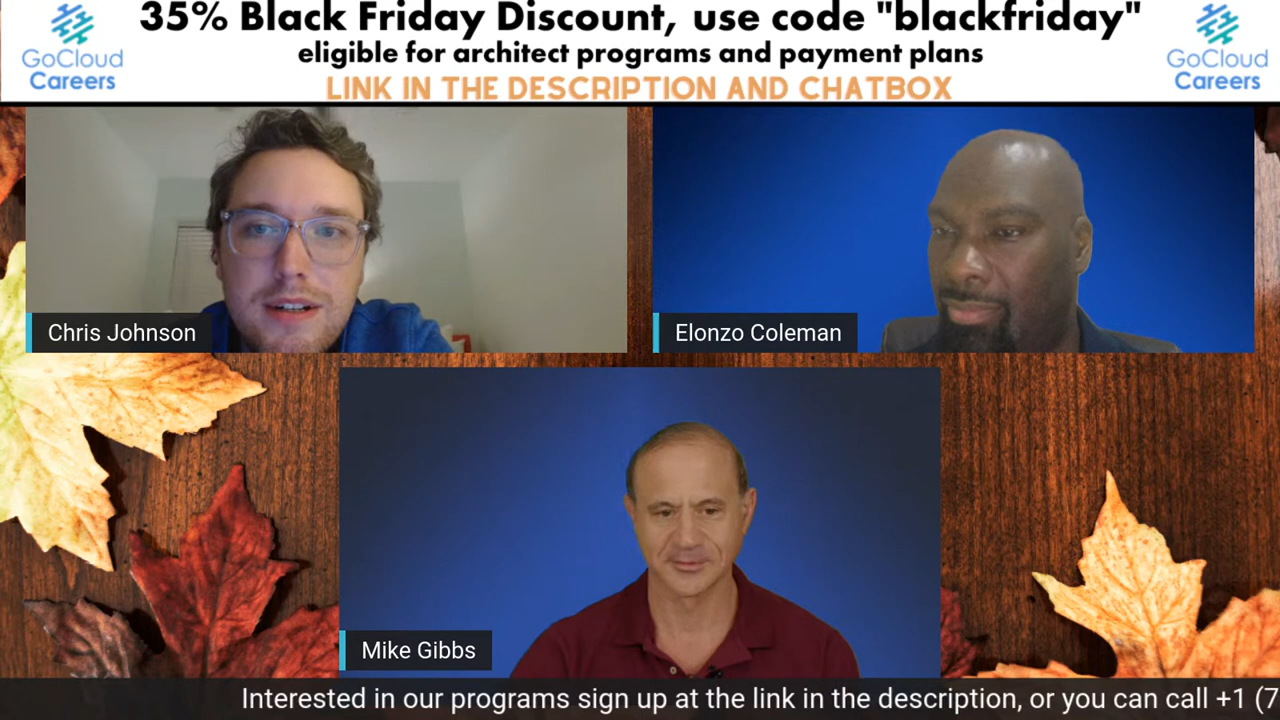 35% Black Friday Discount, use code "blackfriday"
eligible for architect programs and payment plans
LINK IN THE DESCRIPTION AND CHATBOX
GoCloud
Careers
GoCloud
Careers
Chris Johnson
Elonzo Coleman
Mike Gibbs
Interested in our programs sign up at the link in the description, or you can call +1 (7